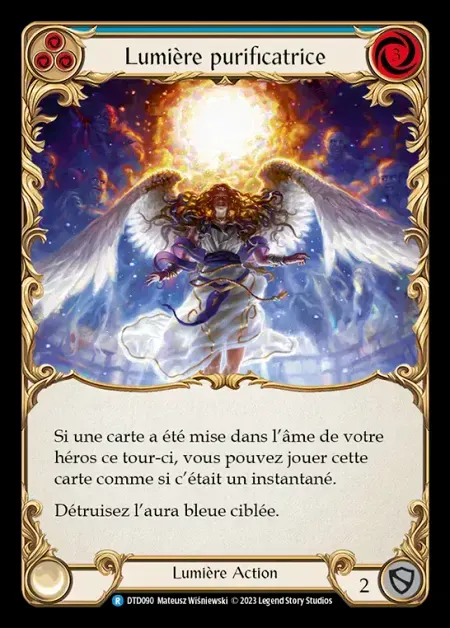 Lumière purificatrice
3
Si une carte a été mise dans l'âme de votre
héros ce tour-ci, vous pouvez jouer cette
carte comme si c'était un instantané.
Détruisez l'aura bleue ciblée.
Lumière Action
2
R DTD090 Mateusz Wiśniewski © 2023 Legend Story Studios